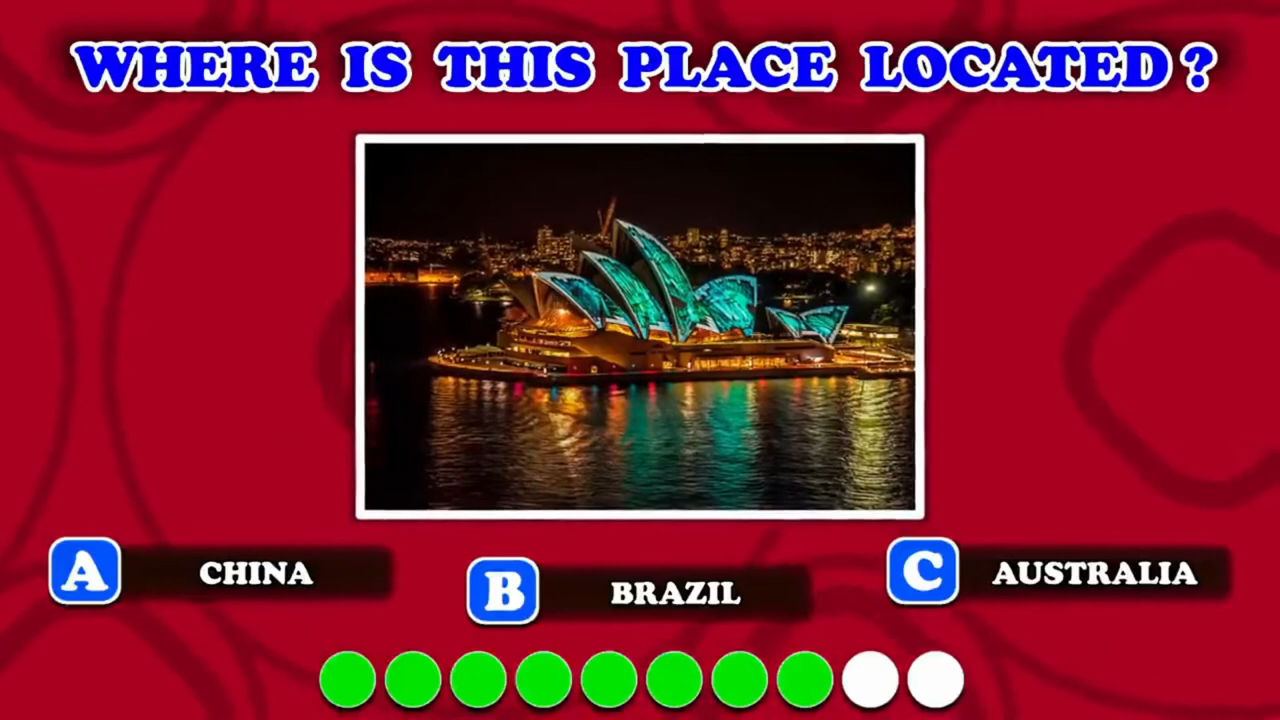 WHERE IS THIS PLACE LOCATED?
A CHINA
B BRAZIL
C AUSTRALIA